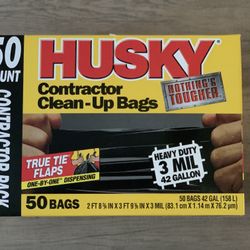 50
COUNT
CONTRACTOR PACK
HUSKY
Contractor
Clean-Up Bags
NOTHING'S
TOUGHER.
TRUE TIE
FLAPS
ONE-BY-ONE™ DISPENSING
HEAVY DUTY
3 MIL
42 GALLON
50 BAGS
50 BAGS 42 GAL (158 L)
2 FT 8 ⅝ IN X 3 FT 9 ⅛ IN X 3 MIL (83.1 cm X 1.14 m X 76.2 µm)